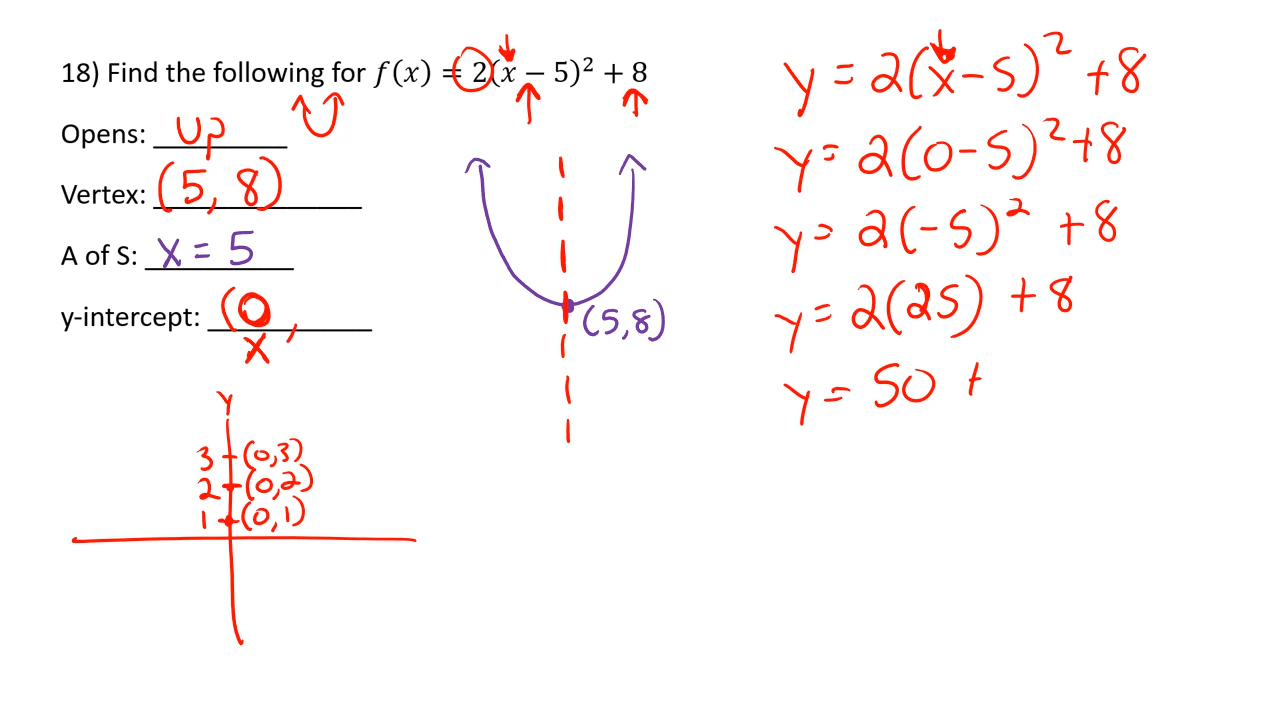 18) Find the following for f(x) = 2(x − 5)² + 8
Opens: Up
Vertex: (5, 8)
A of S: x = 5
y-intercept: (0,
x
(5,8)
y
3 (0,3)
2 (0,2)
1 (0,1)
y = 2(x-5)² +8
y = 2(0-5)² +8
y = 2(-5)² +8
y = 2(25) +8
y = 50 +